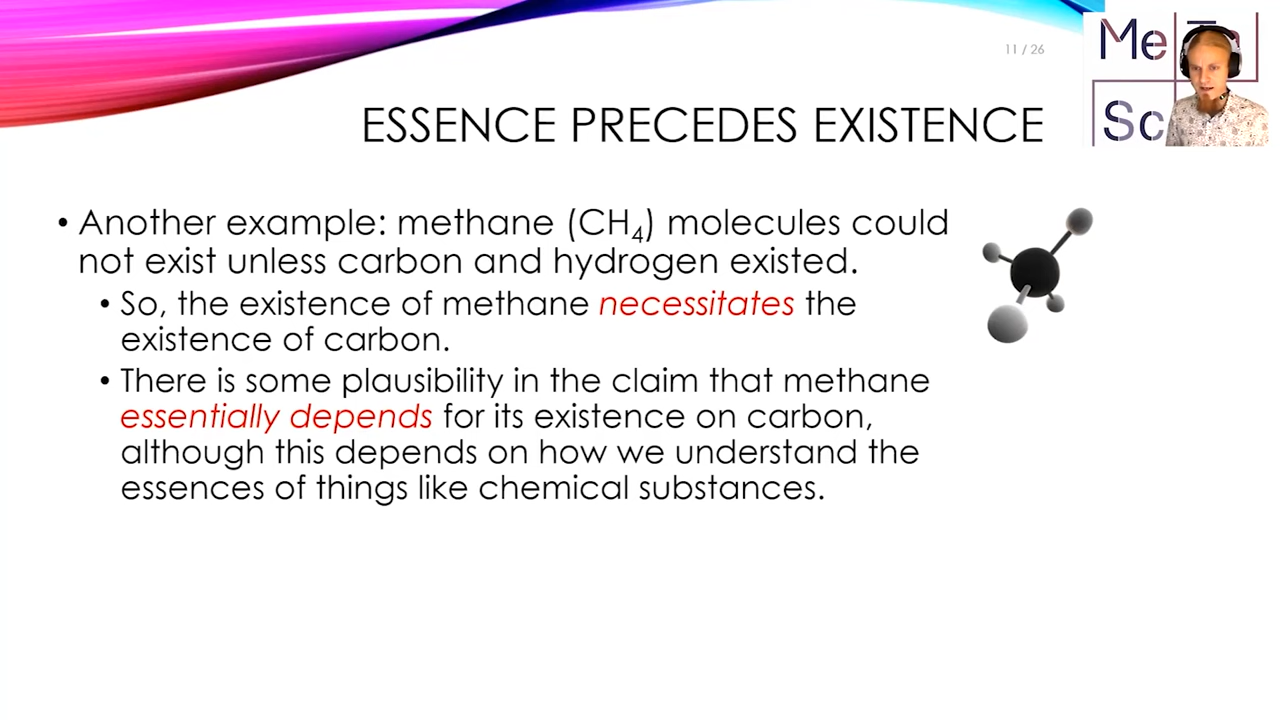 11 / 26
Me Ta
Sc
ESSENCE PRECEDES EXISTENCE
• Another example: methane (CH₄) molecules could
not exist unless carbon and hydrogen existed.
• So, the existence of methane necessitates the
existence of carbon.
• There is some plausibility in the claim that methane
essentially depends for its existence on carbon,
although this depends on how we understand the
essences of things like chemical substances.